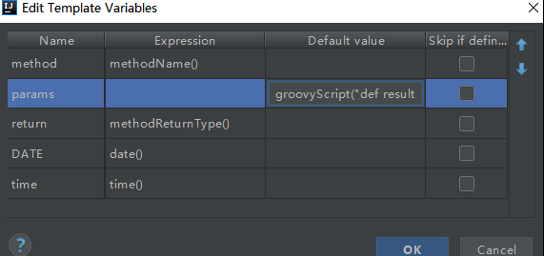 IJ Edit Template Variables
Name Expression Default value Skip if defin...
method methodName()
params groovyScript("def result
return methodReturnType()
DATE date()
time time()
? OK Cancel